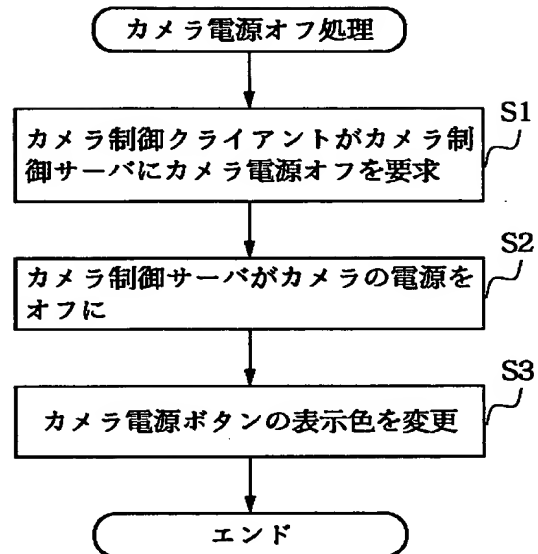 カメラ電源オフ処理
S1
カメラ制御クライアントがカメラ制
御サーバにカメラ電源オフを要求
S2
カメラ制御サーバがカメラの電源を
オフに
S3
カメラ電源ボタンの表示色を変更
エンド